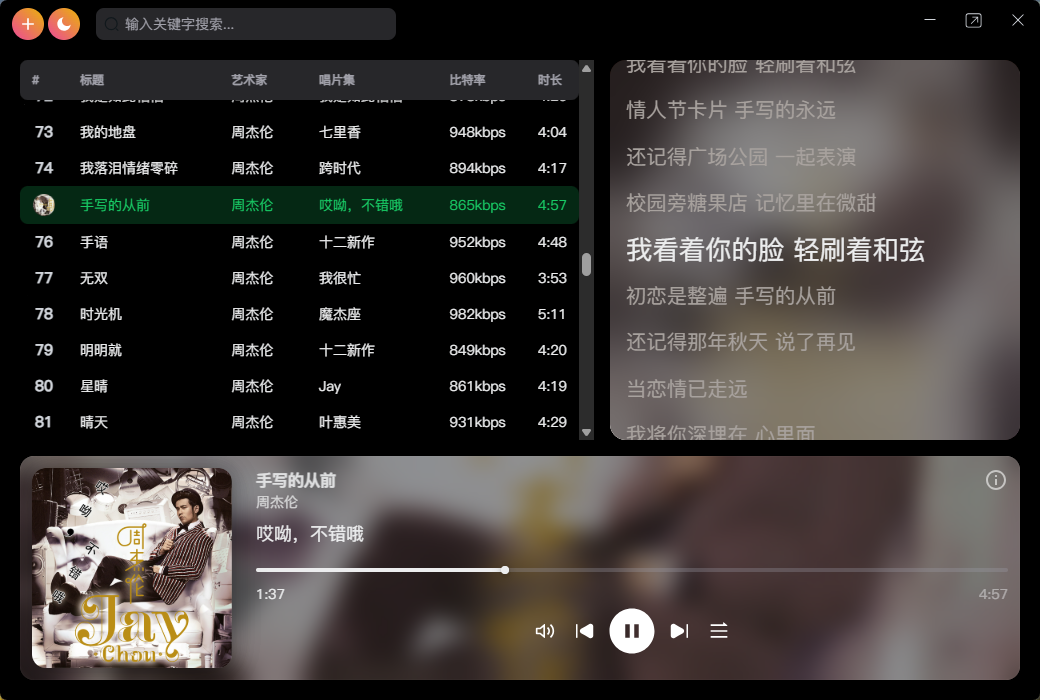 输入关键字搜索...
# 标题 艺术家 唱片集 比特率 时长
73 我的地盘 周杰伦 七里香 948kbps 4:04
74 我落泪情绪零碎 周杰伦 跨时代 894kbps 4:17
手写的从前 周杰伦 哎呦，不错哦 865kbps 4:57
76 手语 周杰伦 十二新作 952kbps 4:48
77 无双 周杰伦 我很忙 960kbps 3:53
78 时光机 周杰伦 魔杰座 982kbps 5:11
79 明明就 周杰伦 十二新作 849kbps 4:20
80 星晴 周杰伦 Jay 861kbps 4:19
81 晴天 周杰伦 叶惠美 931kbps 4:29
我看着你的脸 轻刷着和弦
情人节卡片 手写的永远
还记得广场公园 一起表演
校园旁糖果店 记忆里在微甜
我看着你的脸 轻刷着和弦
初恋是整遍 手写的从前
还记得那年秋天 说了再见
当恋情已走远
我将你深埋在 心里面
哎呦不错哦
周杰伦
Jay
Chou
手写的从前
周杰伦
哎呦，不错哦
1:37
4:57